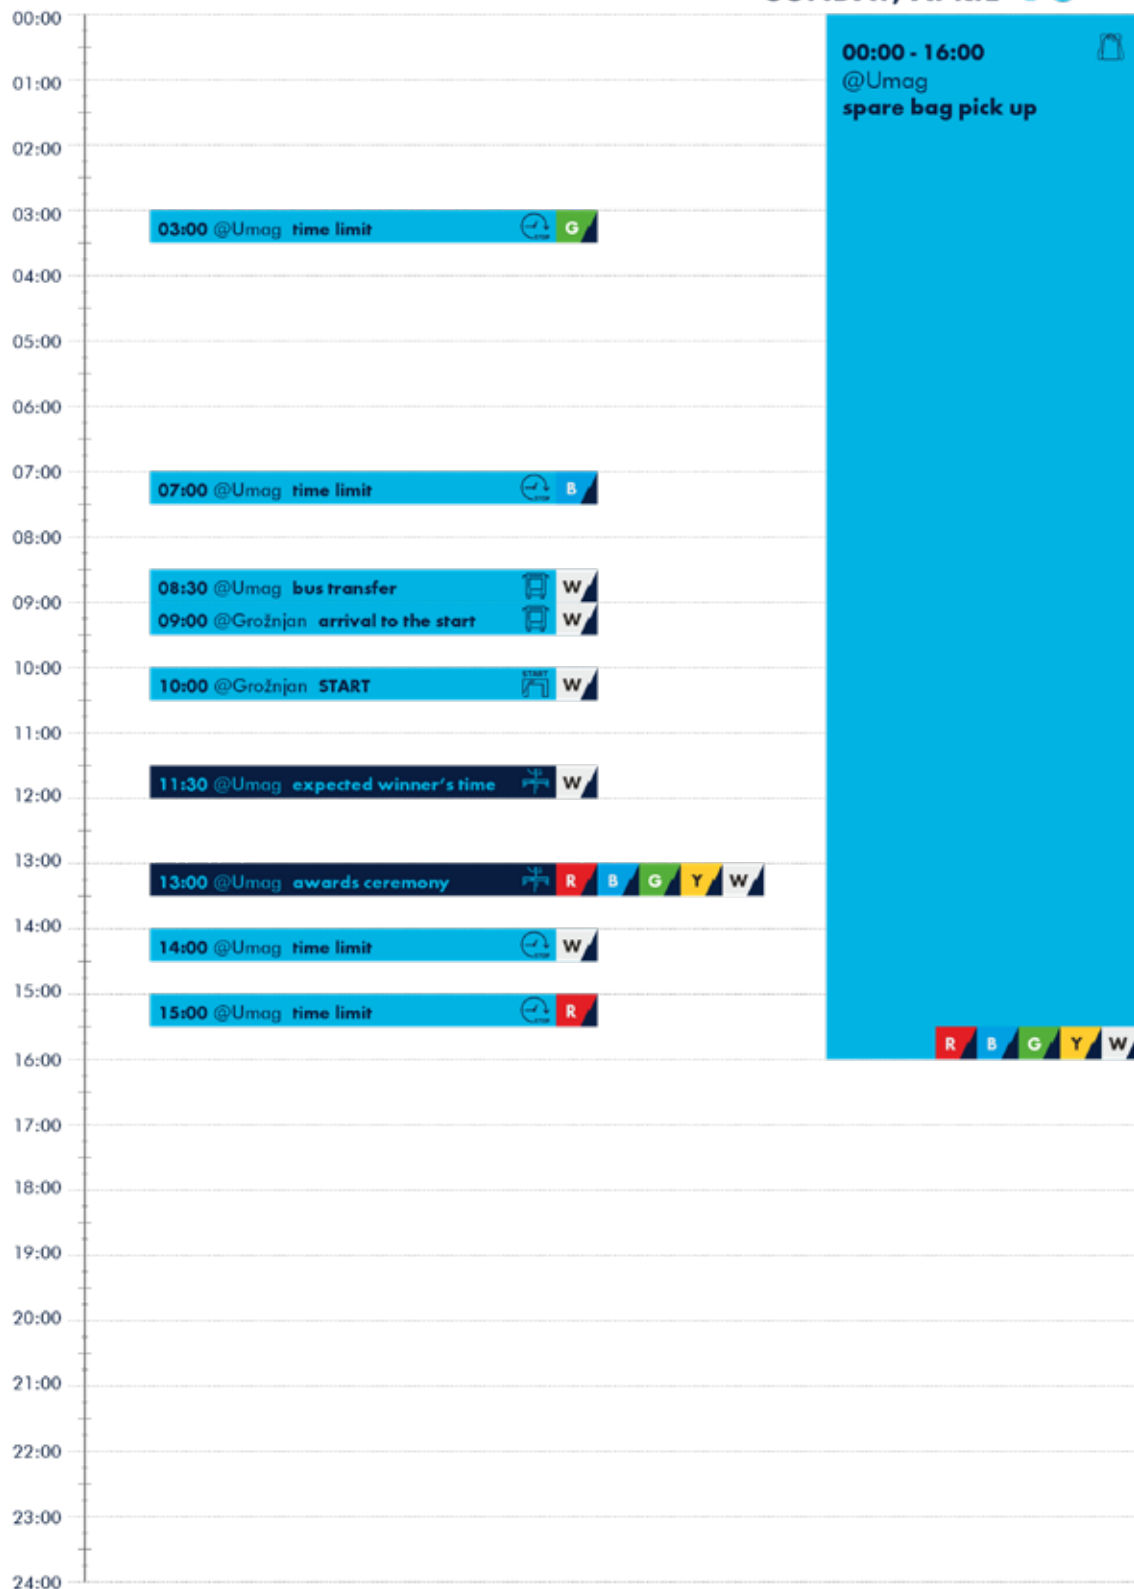 00:00
01:00
02:00
03:00
04:00
05:00
06:00
07:00
08:00
09:00
10:00
11:00
12:00
13:00
14:00
15:00
16:00
17:00
18:00
19:00
20:00
21:00
22:00
23:00
24:00
03:00 @Umag time limit STOP G
07:00 @Umag time limit STOP B
08:30 @Umag bus transfer W
09:00 @Grožnjan arrival to the start W
10:00 @Grožnjan START START W
11:30 @Umag expected winner's time W
13:00 @Umag awards ceremony R B G Y W
14:00 @Umag time limit STOP W
15:00 @Umag time limit STOP R
00:00 - 16:00
@Umag
spare bag pick up
R B G Y W